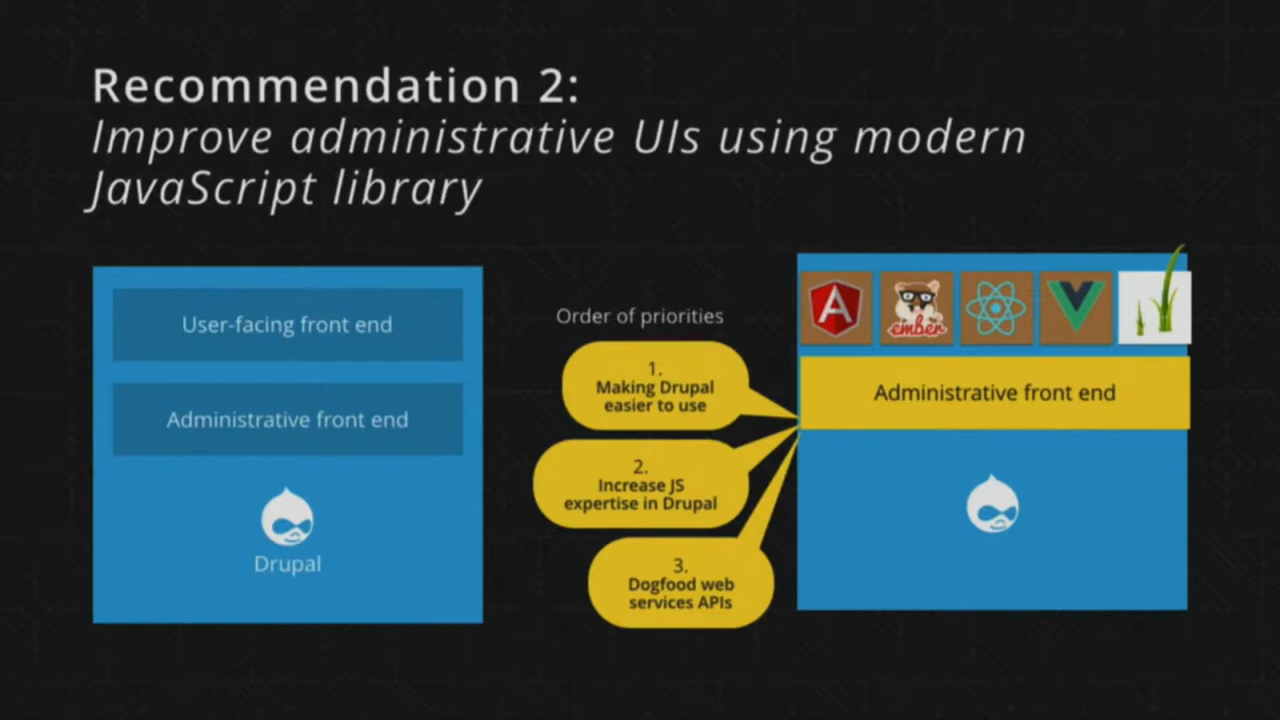 Recommendation 2:
Improve administrative UIs using modern
JavaScript library
User-facing front end
Administrative front end
Drupal
Order of priorities
1.
Making Drupal
easier to use
2.
Increase JS
expertise in Drupal
3.
Dogfood web
services APIs
A
ember
Administrative front end